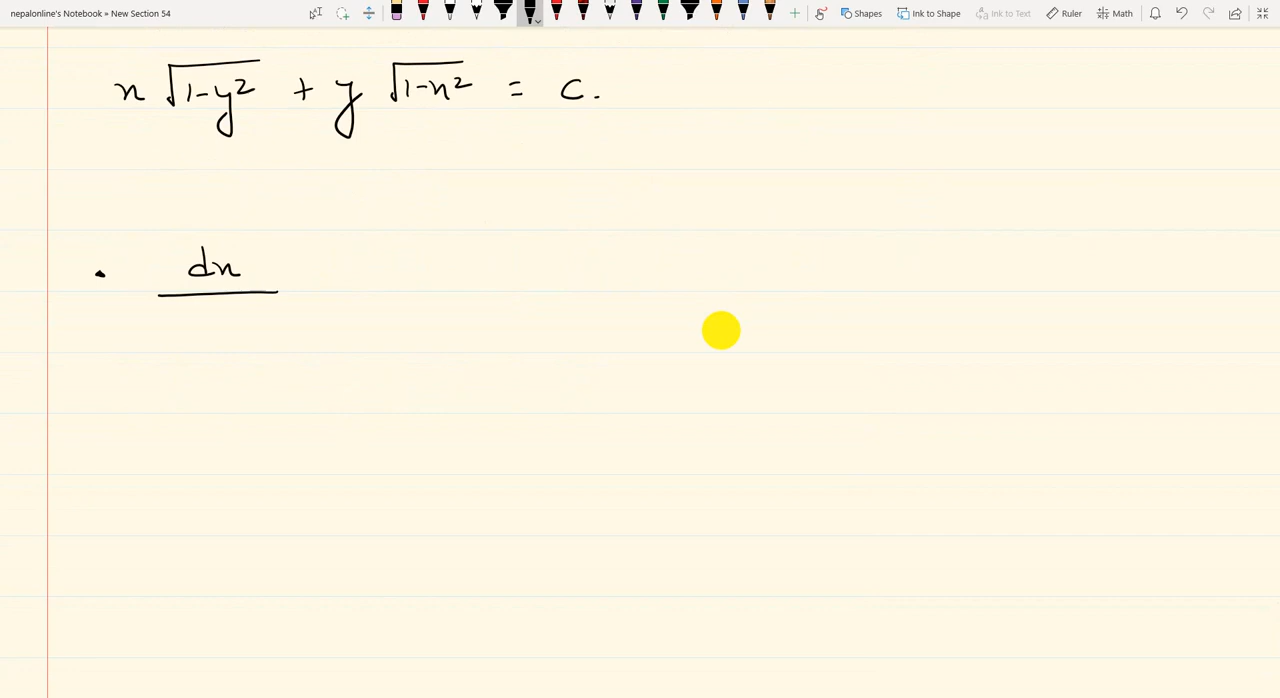 nepalonline's Notebook » New Section 54
Shapes Ink to Shape Ink to Text Ruler Math
x √(1-y²) + y √(1-x²) = c.
. dx